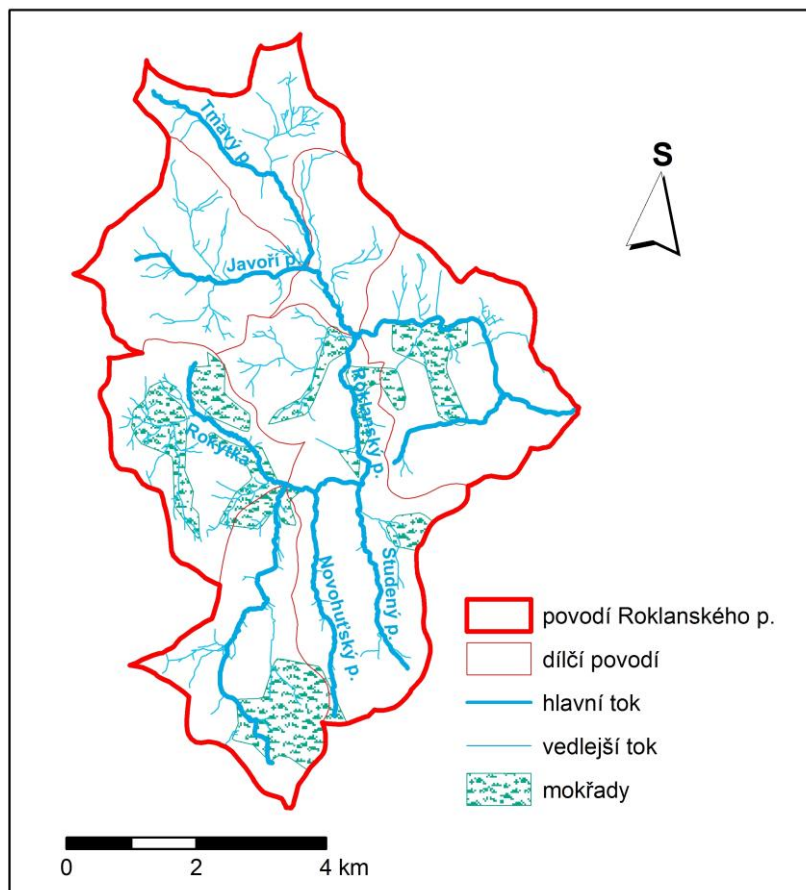 Tmavý p.
S
Javoří p.
Roklanský p.
Rokytka
Novohuťský p.
Studený p.
povodí Roklanského p.
dílčí povodí
hlavní tok
vedlejší tok
mokřady
0 2 4 km